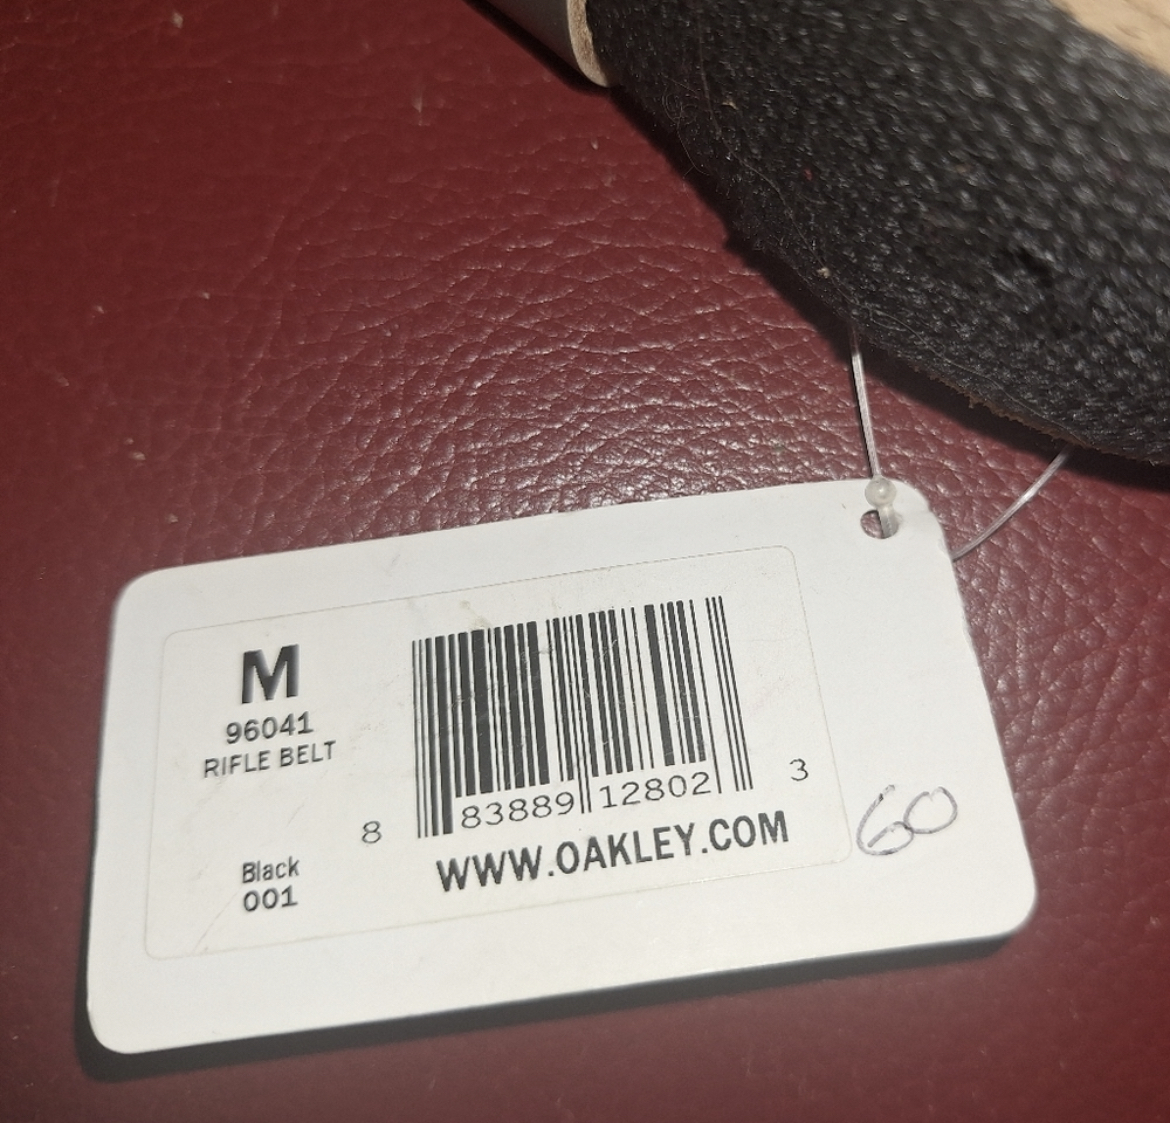 M
96041
RIFLE BELT
Black
001
8 83889 12802 3
WWW.OAKLEY.COM
60